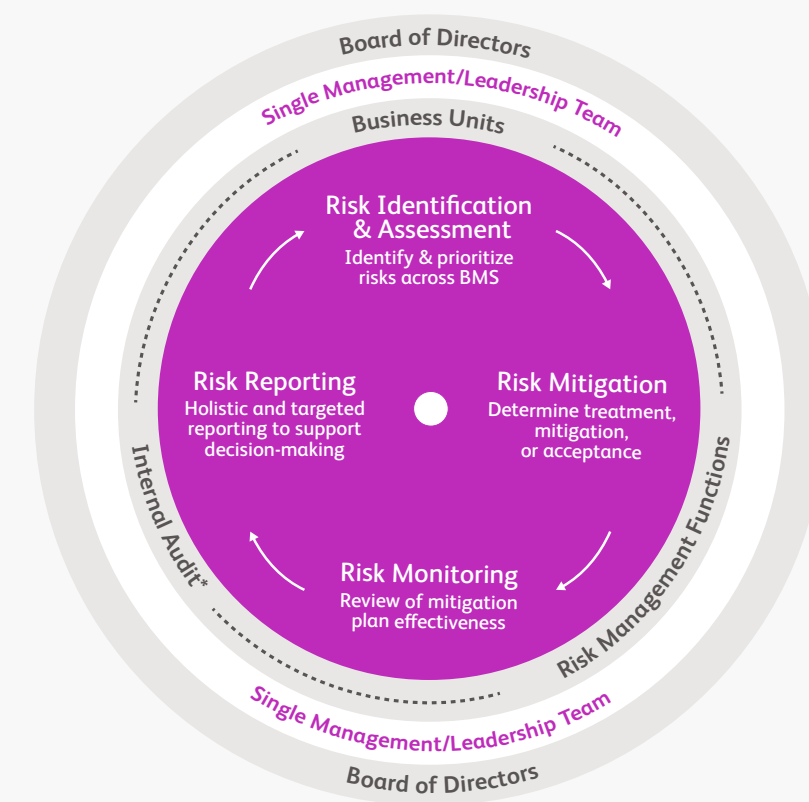 Board of Directors
Single Management/Leadership Team
Business Units
Risk Identification
& Assessment
Identify & prioritize
risks across BMS
Risk Reporting
Holistic and targeted
reporting to support
decision-making
Risk Mitigation
Determine treatment,
mitigation,
or acceptance
Internal Audit*
Risk Management Functions
Risk Monitoring
Review of mitigation
plan effectiveness
Single Management/Leadership Team
Board of Directors